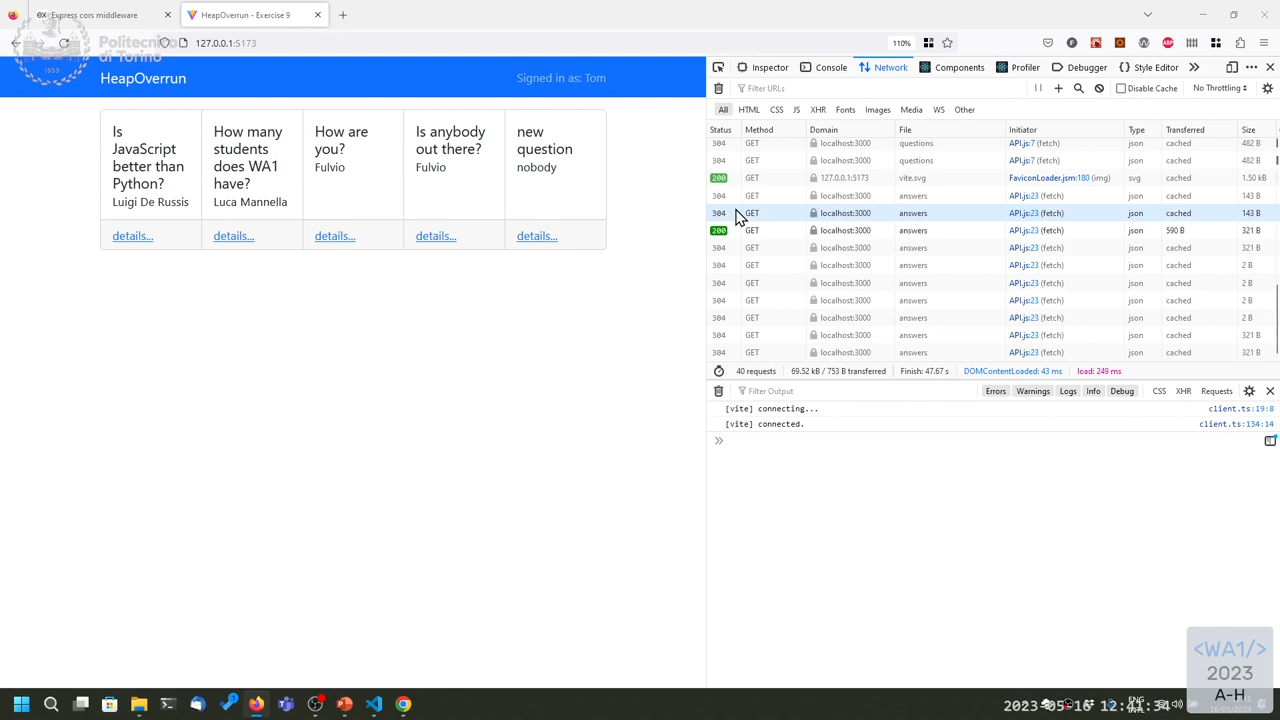 Express cors middleware
HeapOverrun - Exercise 9
127.0.0.1:5173
110%
Politecnico
di Torino
1859
HeapOverrun
Signed in as: Tom
Is JavaScript better than Python?
Luigi De Russis
details...
How many students does WA1 have?
Luca Mannella
details...
How are you?
Fulvio
details...
Is anybody out there?
Fulvio
details...
new question
nobody
details...
Inspector Console Network Components Profiler Debugger Style Editor
Filter URLs
Disable Cache No Throttling
All HTML CSS JS XHR Fonts Images Media WS Other
Status Method Domain File Initiator Type Transferred Size
304 GET localhost:3000 questions API.js:7 (fetch) json cached 482 B
304 GET localhost:3000 questions API.js:7 (fetch) json cached 482 B
200 GET 127.0.0.1:5173 vite.svg FaviconLoader.jsm:180 (img) svg cached 1.50 kB
304 GET localhost:3000 answers API.js:23 (fetch) json cached 143 B
304 GET localhost:3000 answers API.js:23 (fetch) json cached 143 B
200 GET localhost:3000 answers API.js:23 (fetch) json 590 B 321 B
304 GET localhost:3000 answers API.js:23 (fetch) json cached 321 B
304 GET localhost:3000 answers API.js:23 (fetch) json cached 2 B
304 GET localhost:3000 answers API.js:23 (fetch) json cached 2 B
304 GET localhost:3000 answers API.js:23 (fetch) json cached 2 B
304 GET localhost:3000 answers API.js:23 (fetch) json cached 2 B
304 GET localhost:3000 answers API.js:23 (fetch) json cached 321 B
304 GET localhost:3000 answers API.js:23 (fetch) json cached 321 B
40 requests 69.52 kB / 753 B transferred Finish: 47.67 s DOMContentLoaded: 43 ms load: 249 ms
Filter Output
Errors Warnings Logs Info Debug CSS XHR Requests
[vite] connecting... client.ts:19:8
[vite] connected. client.ts:134:14
<WA1/>
2023
A-H
ENG
2023-05-16 12:41:34